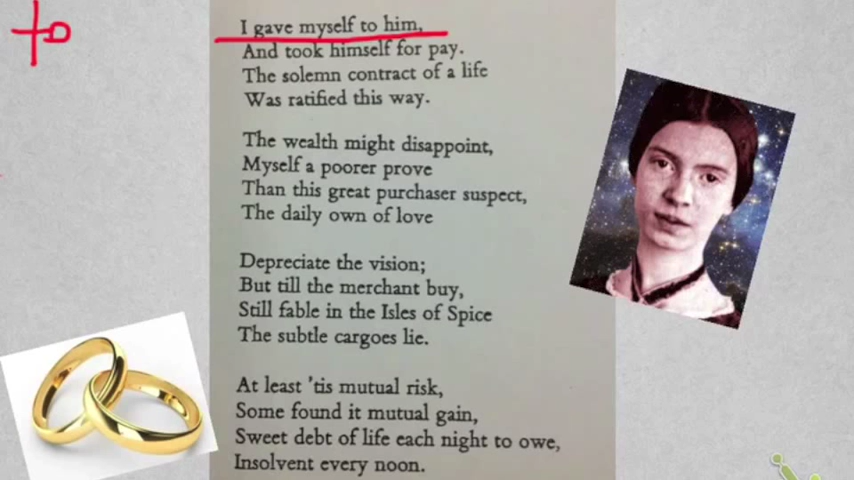 I gave myself to him,
And took himself for pay.
The solemn contract of a life
Was ratified this way.
The wealth might disappoint,
Myself a poorer prove
Than this great purchaser suspect,
The daily own of love
Depreciate the vision;
But till the merchant buy,
Still fable in the Isles of Spice
The subtle cargoes lie.
At least 'tis mutual risk,
Some found it mutual gain,
Sweet debt of life each night to owe,
Insolvent every noon.